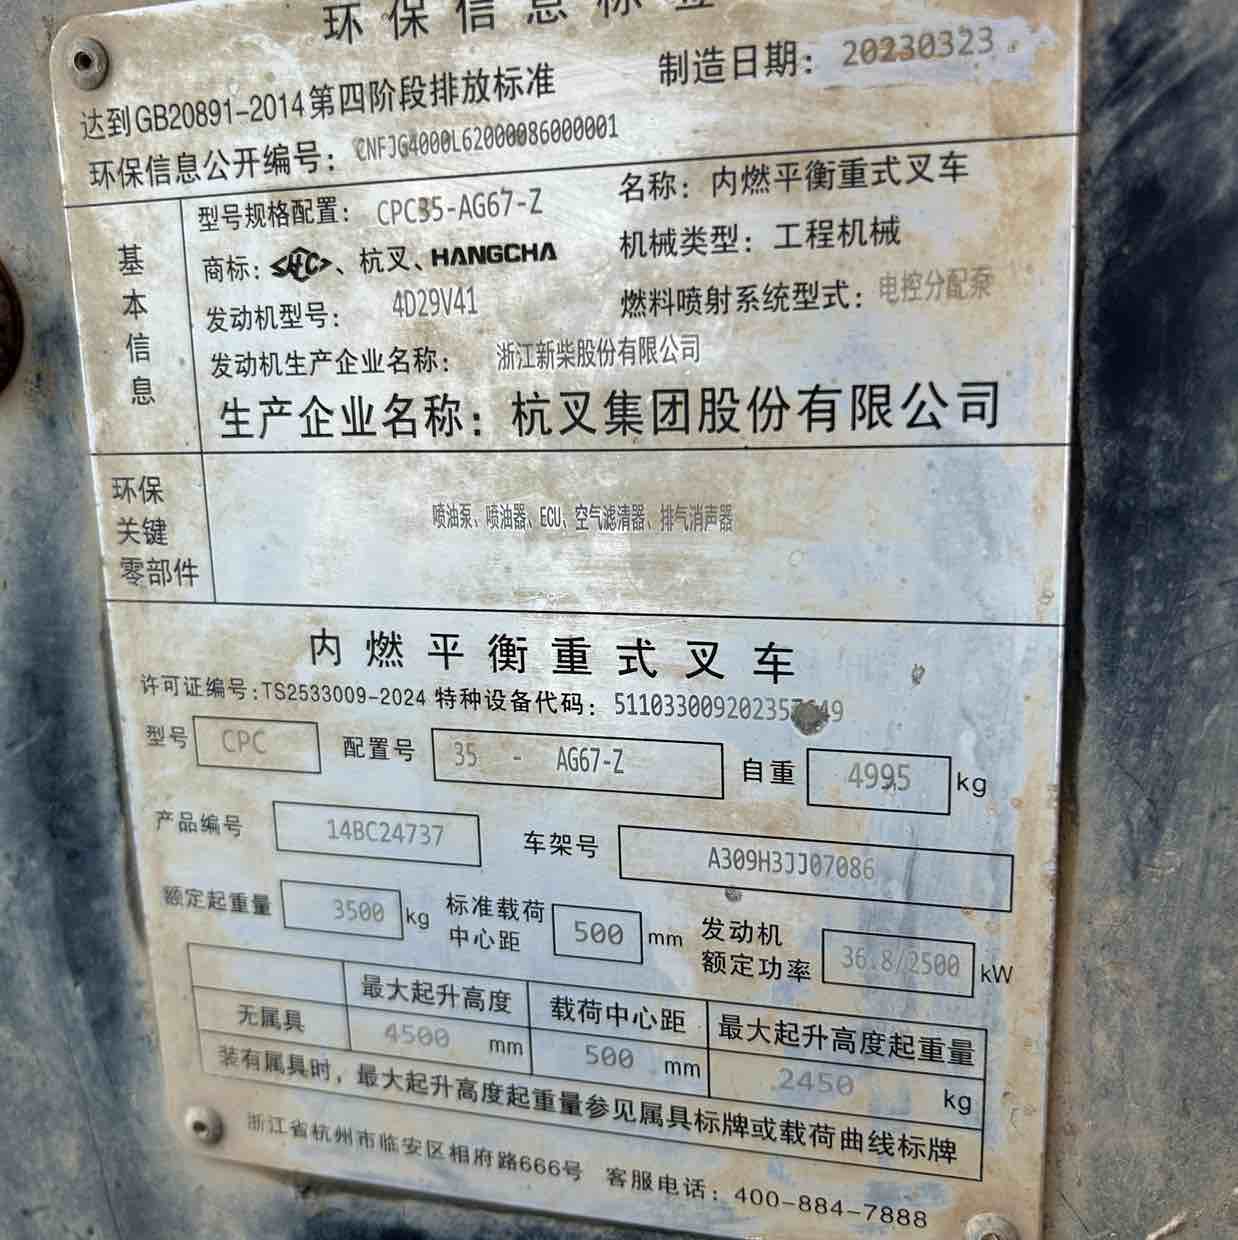 环保信息标签
达到GB20891-2014第四阶段排放标准
制造日期：20230323
环保信息公开编号：CNFJG4000L62000086000001
基本信息
型号规格配置：CPC35-AG67-Z
名称：内燃平衡重式叉车
商标：HC、杭叉、HANGCHA
机械类型：工程机械
发动机型号：4D29V41
燃料喷射系统型式：电控分配泵
发动机生产企业名称：浙江新柴股份有限公司
生产企业名称：杭叉集团股份有限公司
环保
关键
零部件
喷油泵、喷油器、ECU、空气滤清器、排气消声器
内燃平衡重式叉车
许可证编号:TS2533009-2024 特种设备代码：
型号 CPC 配置号 35 - AG67-Z 自重 4995 kg
产品编号 14BC24737 车架号 A309H3JJ07086
额定起重量 3500 kg 标准载荷中心距 500 mm 发动机额定功率 36.8/2500 kW
最大起升高度 载荷中心距 最大起升高度起重量
无属具 4500 mm 500 mm 2450 kg
装有属具时，最大起升高度起重量参见属具标牌或载荷曲线标牌
浙江省杭州市临安区相府路666号 客服电话：400-884-7888